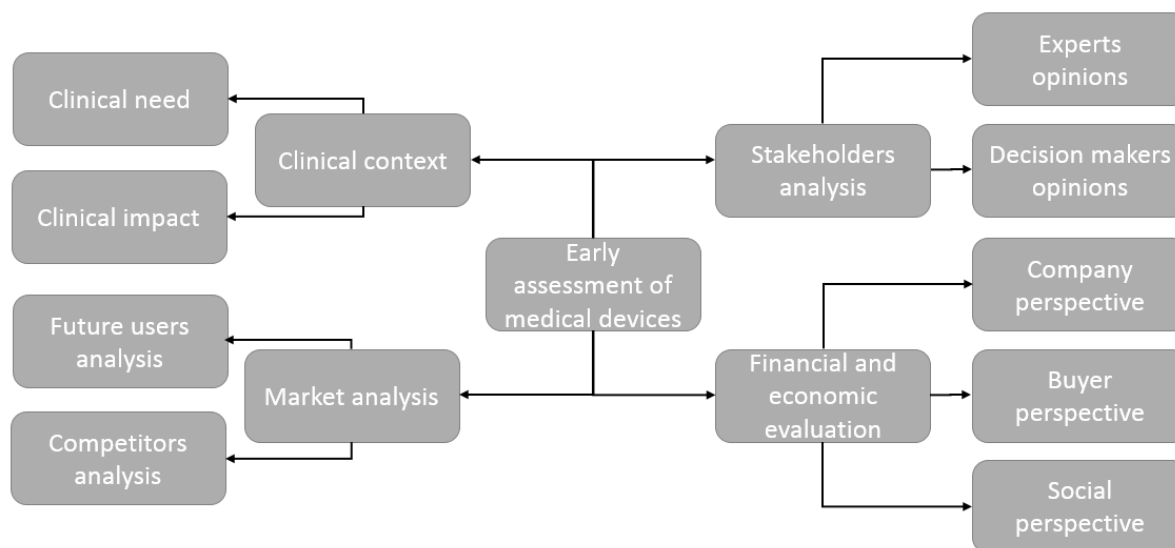 Clinical need
Clinical context
Clinical impact
Future users
analysis
Market analysis
Competitors
analysis
Early
assessment of
medical devices
Stakeholders
analysis
Experts
opinions
Decision makers
opinions
Financial and
economic
evaluation
Company
perspective
Buyer
perspective
Social
perspective